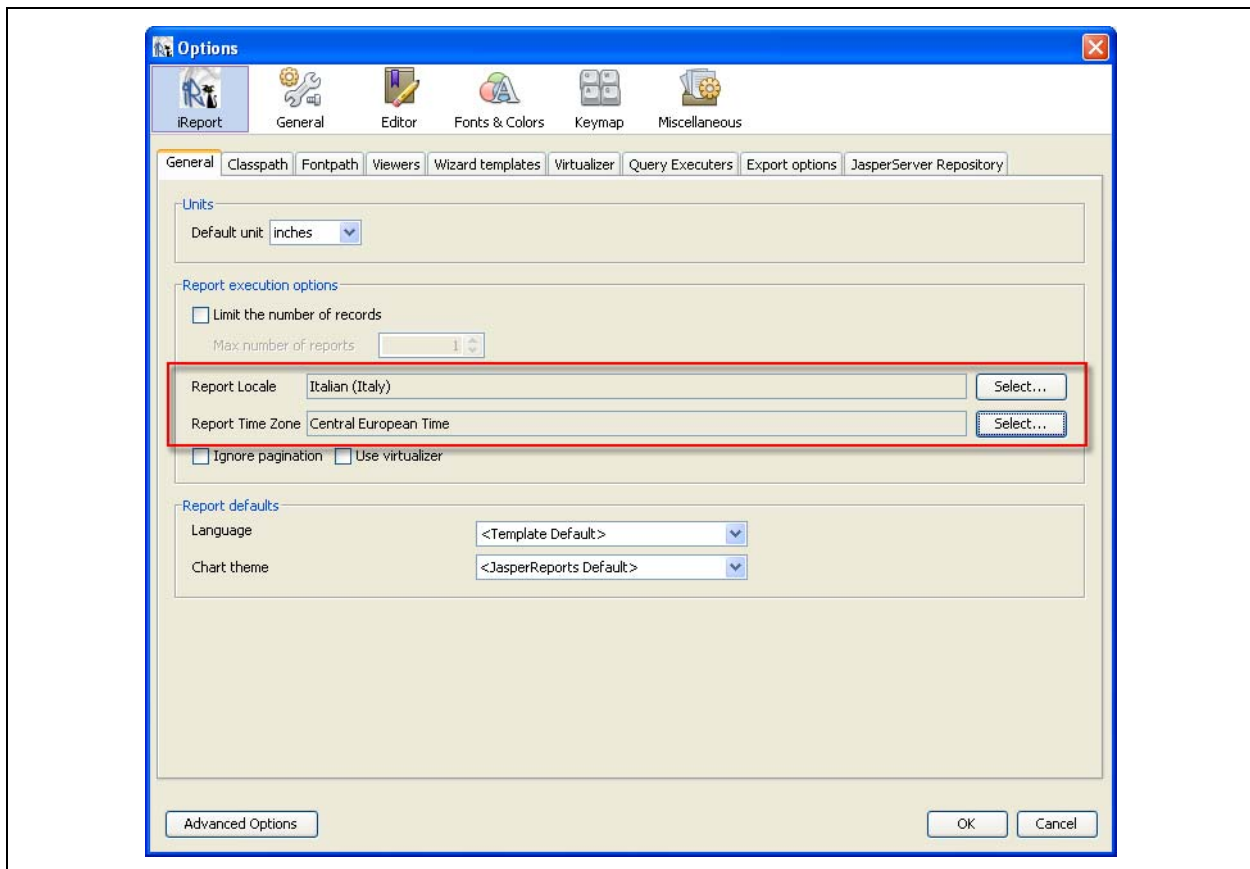 Options
iReport General Editor Fonts & Colors Keymap Miscellaneous
General Classpath Fontpath Viewers Wizard templates Virtualizer Query Executers Export options JasperServer Repository
Units
Default unit inches
Report execution options
Limit the number of records
Max number of reports 1
Report Locale Italian (Italy) Select...
Report Time Zone Central European Time Select...
Ignore pagination Use virtualizer
Report defaults
Language <Template Default>
Chart theme <JasperReports Default>
Advanced Options OK Cancel